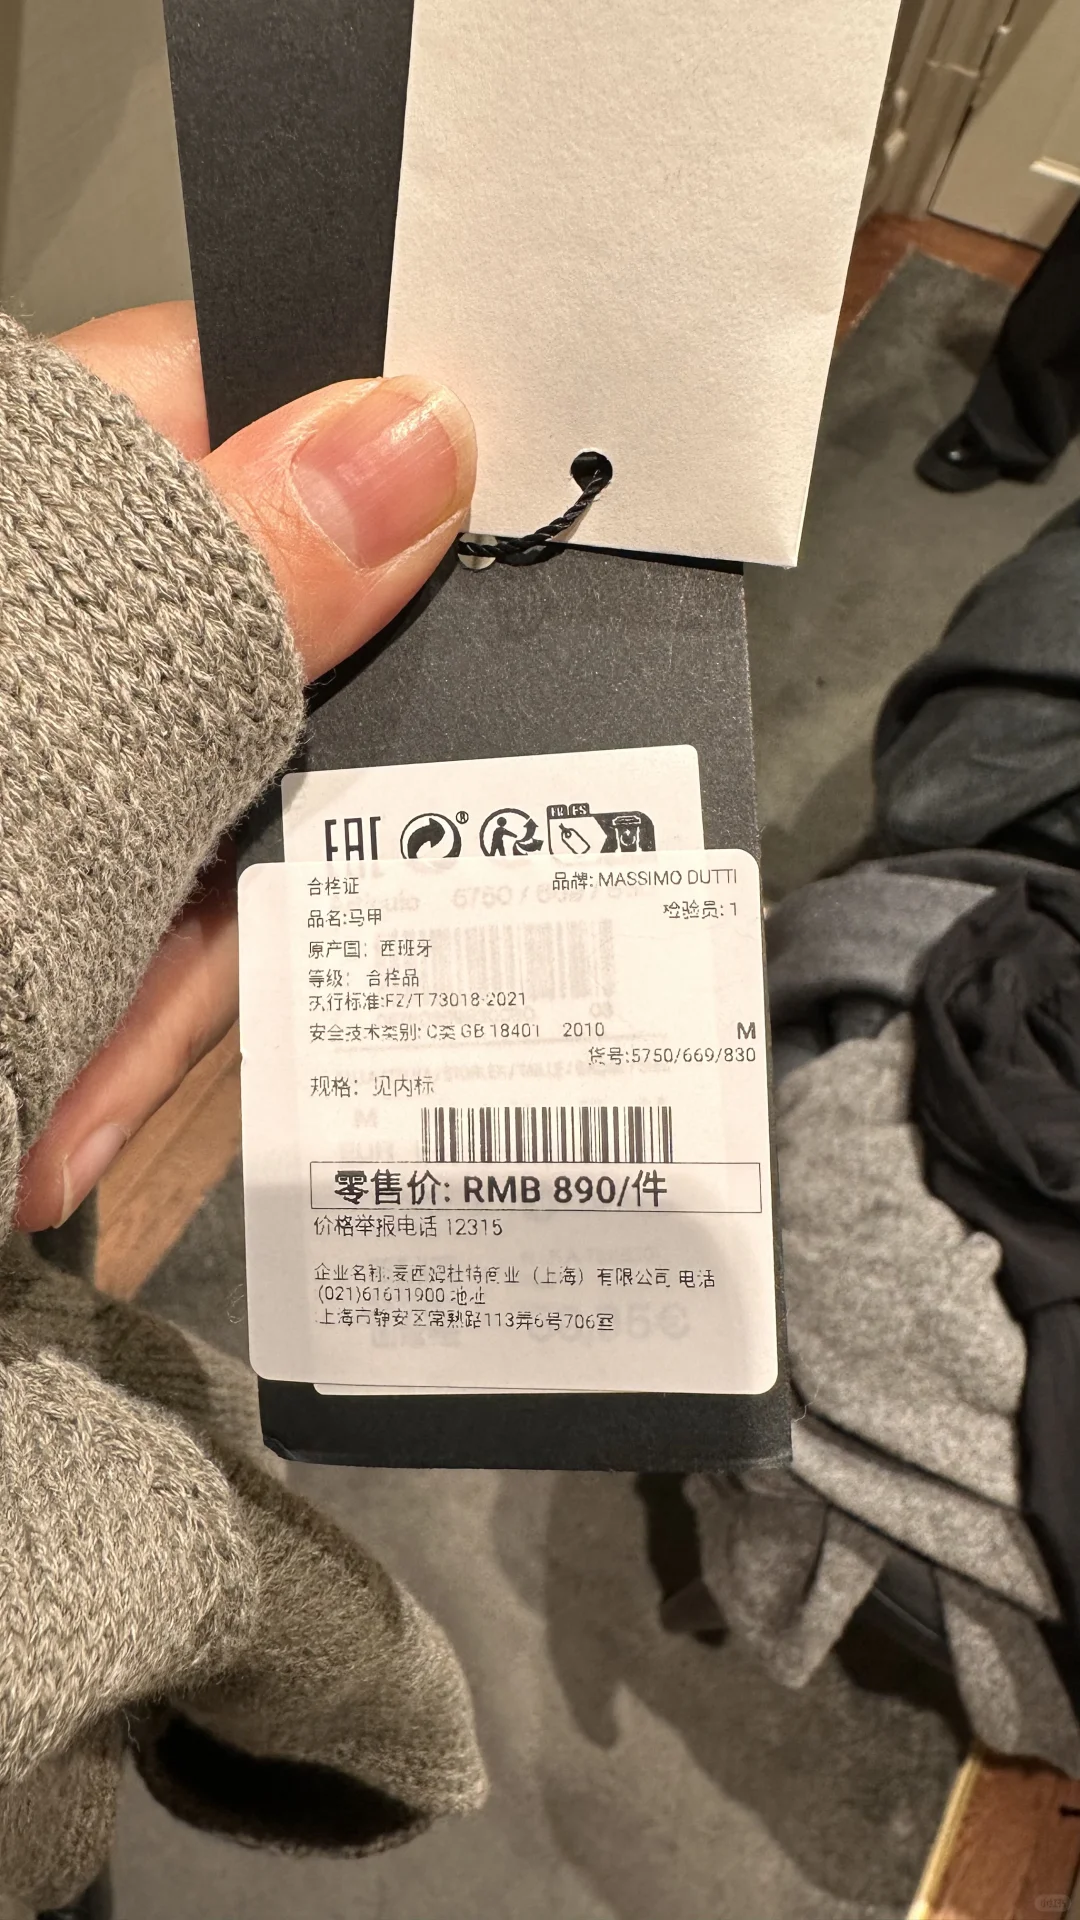 EAC
®
FR ES
合格证
品牌: MASSIMO DUTTI
品名:马甲
检验员: 1
原产国: 西班牙
等级: 合格品
执行标准:FZ/T 73018-2021
安全技术类别: C类 GB 18401 2010
M
货号:5750/669/830
规格: 见内标
零售价: RMB 890/件
价格举报电话 12315
企业名称:麦西姆杜特商业（上海）有限公司 电话
(021)61611900 地址
上海市静安区常熟路113弄6号706室